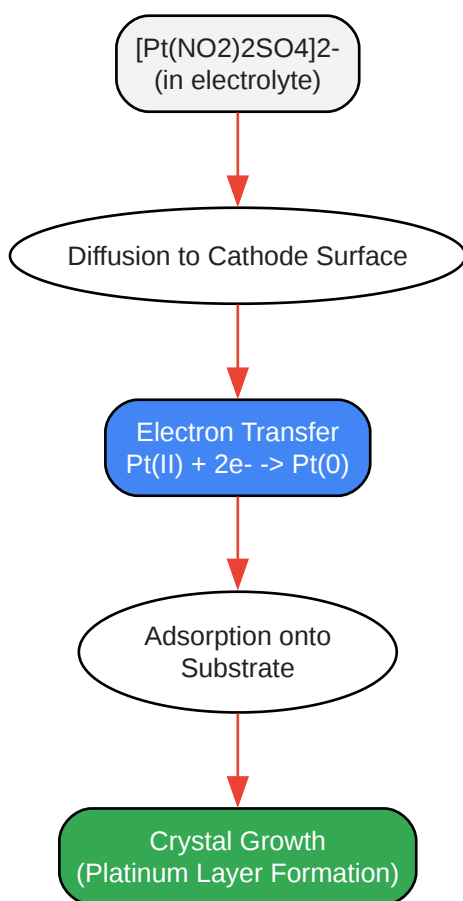 [Pt(NO2)2SO4]2-
(in electrolyte)
Diffusion to Cathode Surface
Electron Transfer
Pt(II) + 2e- -> Pt(0)
Adsorption onto
Substrate
Crystal Growth
(Platinum Layer Formation)